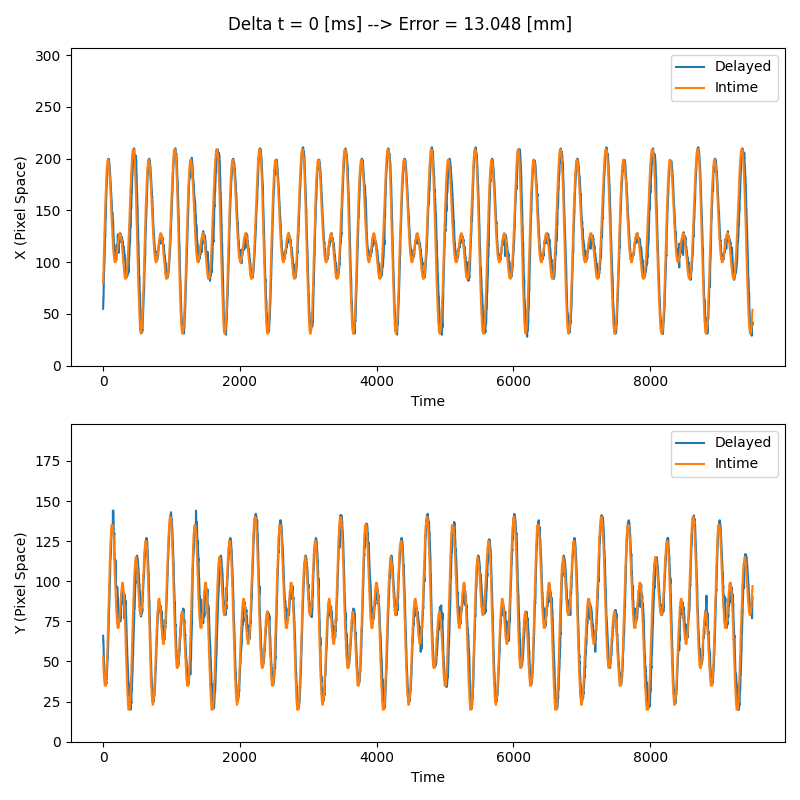 Delta t = 0 [ms] --> Error = 13.048 [mm]
300
250
200
150
100
50
0
X (Pixel Space)
Delayed
Intime
0 2000 4000 6000 8000
Time
175
150
125
100
75
50
25
0
Y (Pixel Space)
Delayed
Intime
0 2000 4000 6000 8000
Time